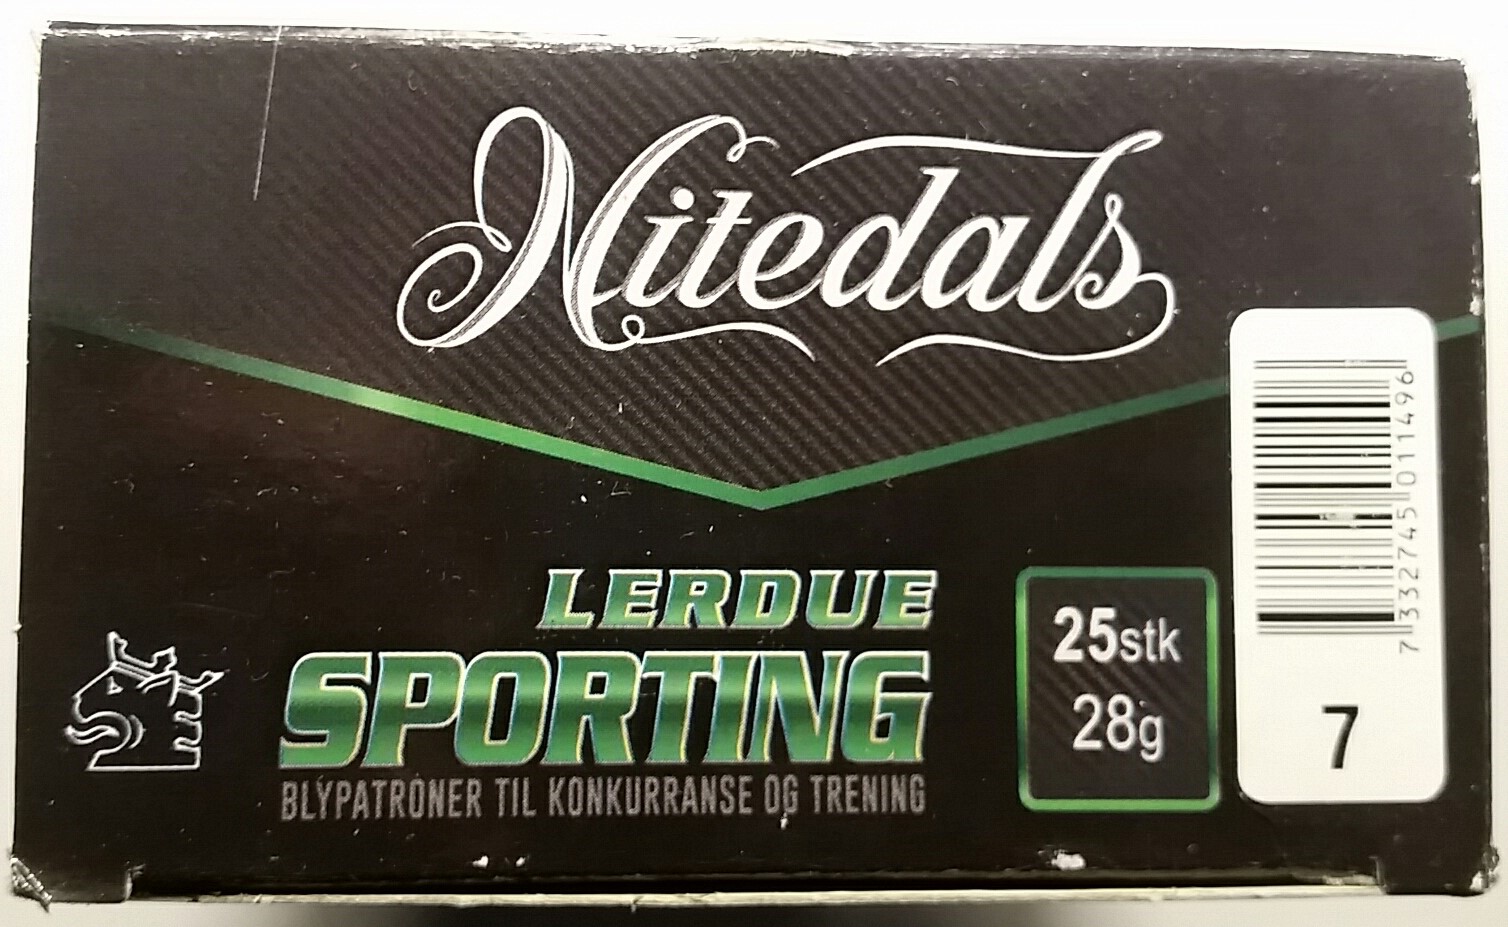 Nitedals
LERDUE
SPORTING
BLYPATRONER TIL KONKURRANSE OG TRENING
25stk
28g
7 332745 011496
7